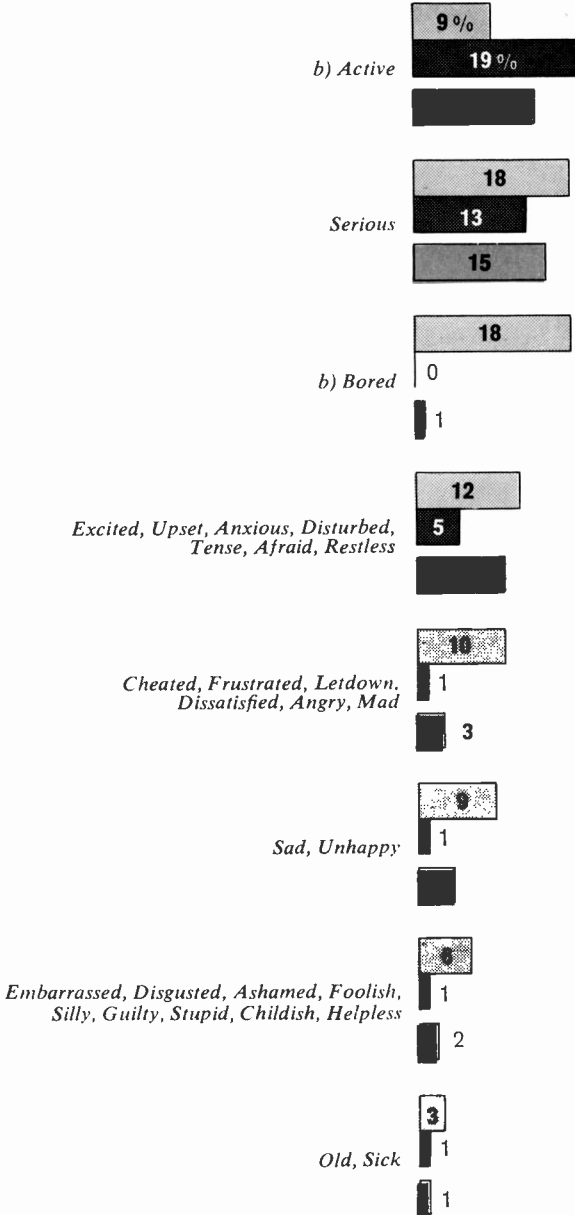 9 %
b) Active
19 %
18
Serious
13
15
18
b) Bored
0
1
12
Excited, Upset, Anxious, Disturbed,
5
Tense, Afraid, Restless
10
Cheated, Frustrated, Letdown.
1
Dissatisfied, Angry, Mad
3
9
Sad, Unhappy
1
6
Embarrassed, Disgusted, Ashamed, Foolish,
1
Silly, Guilty, Stupid, Childish, Helpless
2
3
Old, Sick
1
1